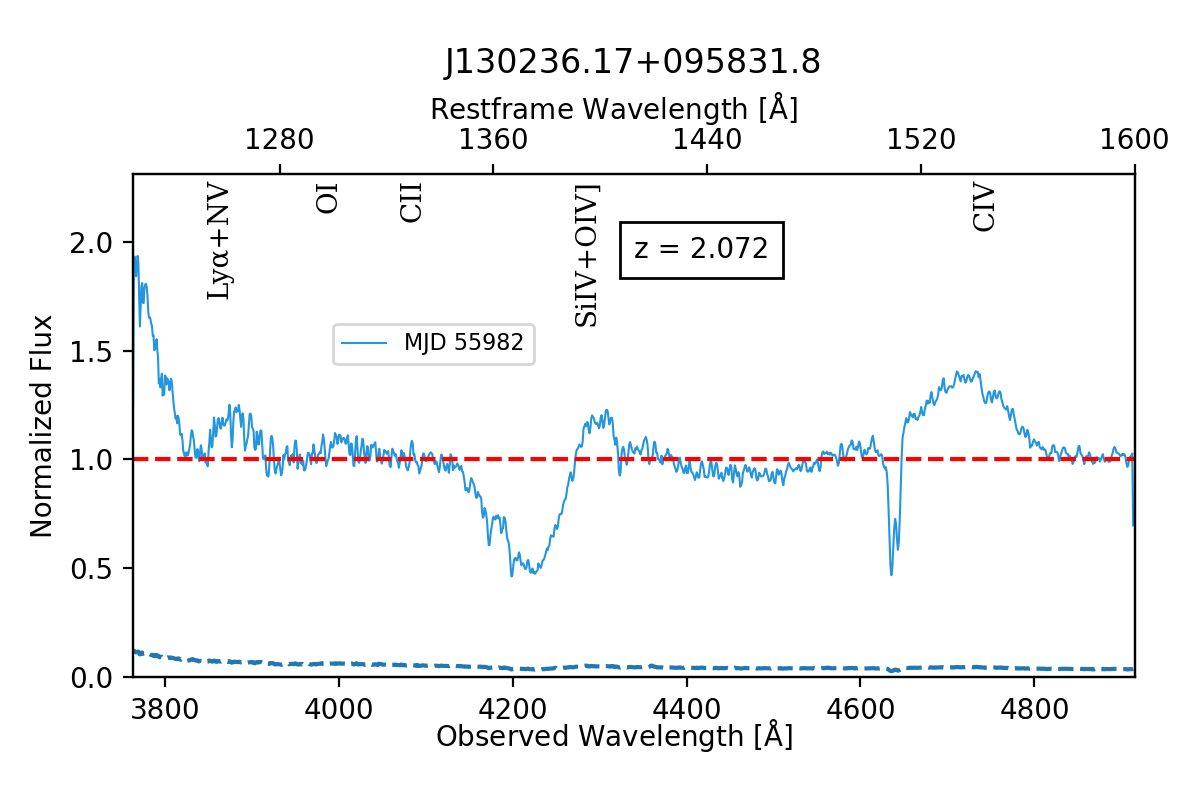 J130236.17+095831.8
Restframe Wavelength [Å]
1280 1360 1440 1520 1600
Lyα+NV
OI
CII
SiIV+OIV]
CIV
z = 2.072
MJD 55982
Normalized Flux
2.0
1.5
1.0
0.5
0.0
3800 4000 4200 4400 4600 4800
Observed Wavelength [Å]